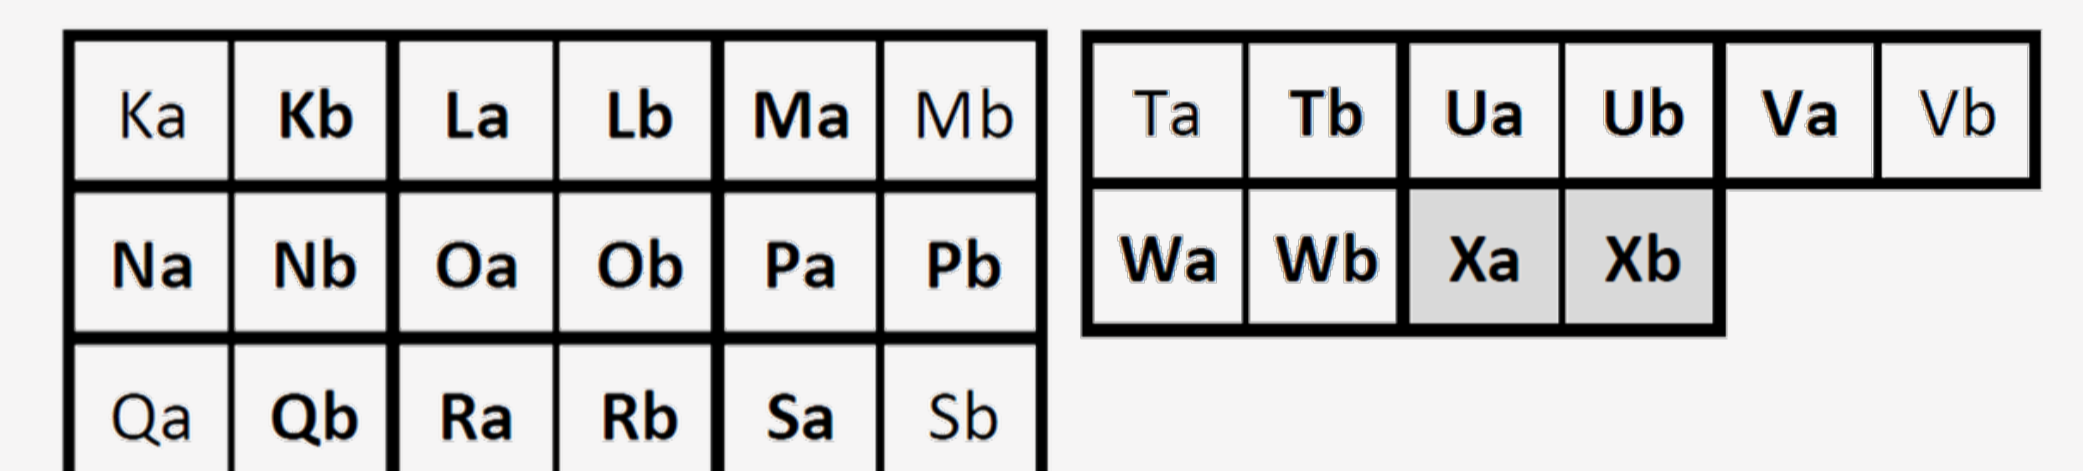 Ka Kb La Lb Ma Mb
Na Nb Oa Ob Pa Pb
Qa Qb Ra Rb Sa Sb
Ta Tb Ua Ub Va Vb
Wa Wb Xa Xb